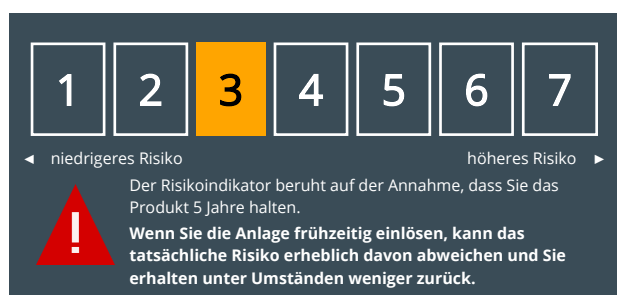 1 2 3 4 5 6 7
◄ niedrigeres Risiko höheres Risiko ►
Der Risikoindikator beruht auf der Annahme, dass Sie das
Produkt 5 Jahre halten.
Wenn Sie die Anlage frühzeitig einlösen, kann das
tatsächliche Risiko erheblich davon abweichen und Sie
erhalten unter Umständen weniger zurück.
!